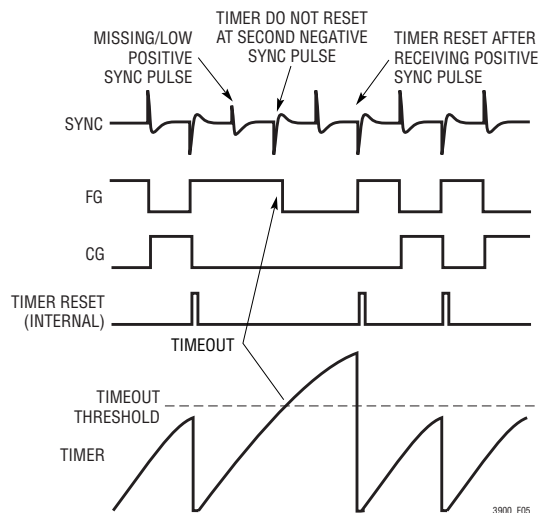 TIMER DO NOT RESET
AT SECOND NEGATIVE
SYNC PULSE
MISSING/LOW
POSITIVE
SYNC PULSE
TIMER RESET AFTER
RECEIVING POSITIVE
SYNC PULSE
SYNC
FG
CG
TIMER RESET
(INTERNAL)
TIMEOUT
TIMEOUT
THRESHOLD
TIMER
3900 F05